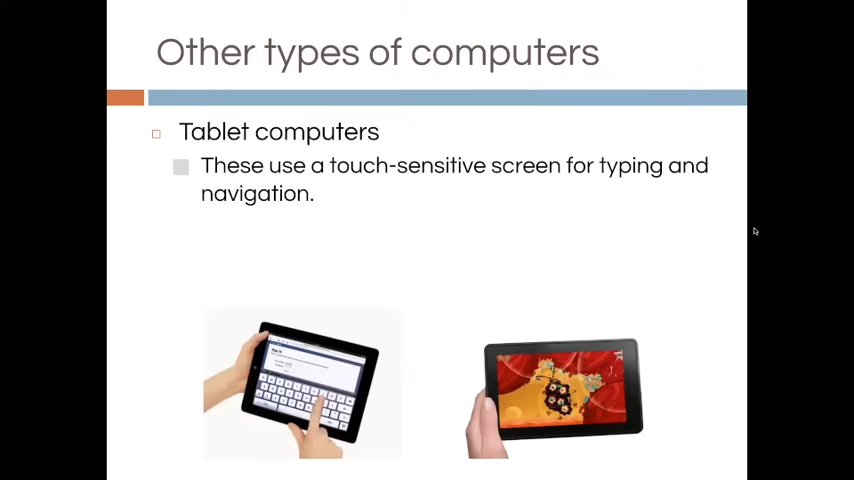 Other types of computers
Tablet computers
These use a touch-sensitive screen for typing and
navigation.